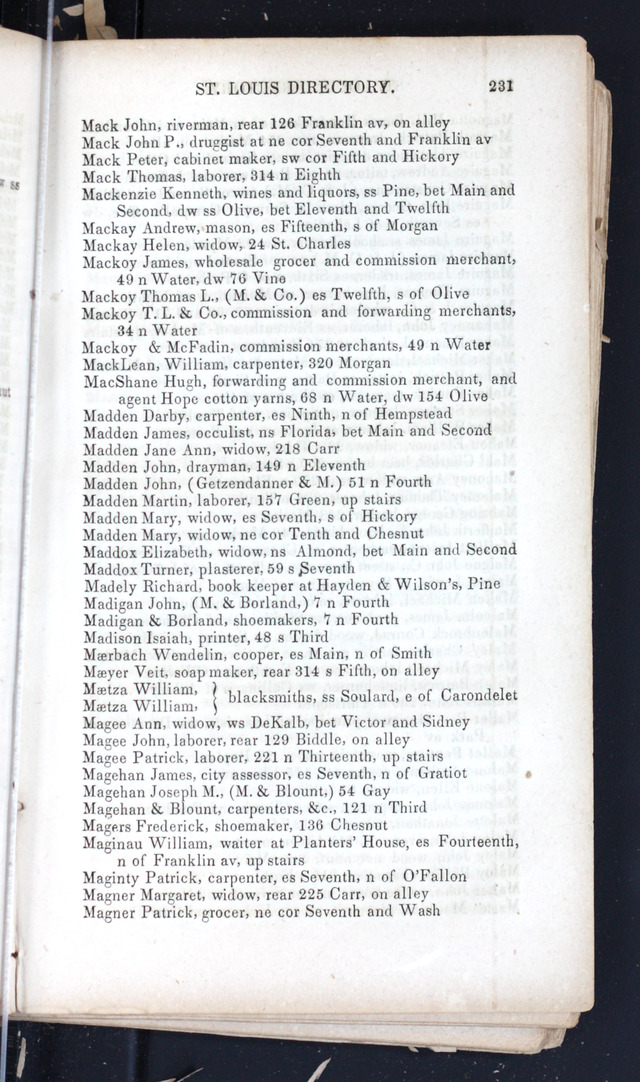 ST. LOUIS DIRECTORY. 231
Mack John, riverman, rear 126 Franklin av, on alley
Mack John P., druggist at ne cor Seventh and Franklin av
Mack Peter, cabinet maker, sw cor Fifth and Hickory
Mack Thomas, laborer, 314 n Eighth
Mackenzie Kenneth, wines and liquors, ss Pine, bet Main and
Second, dw ss Olive, bet Eleventh and Twelfth
Mackay Andrew, mason, es Fifteenth, s of Morgan
Mackay Helen, widow, 24 St. Charles
Mackoy James, wholesale grocer and commission merchant,
49 n Water, dw 76 Vine
Mackoy Thomas L., (M. & Co.) es Twelfth, s of Olive
Mackoy T. L. & Co., commission and forwarding merchants,
34 n Water
Mackoy & McFadin, commission merchants, 49 n Water
MackLean, William, carpenter, 320 Morgan
MacShane Hugh, forwarding and commission merchant, and
agent Hope cotton yarns, 68 n Water, dw 154 Olive
Madden Darby, carpenter, es Ninth, n of Hempstead
Madden James, occulist, ns Florida, bet Main and Second
Madden Jane Ann, widow, 218 Carr
Madden John, drayman, 149 n Eleventh
Madden John, (Getzendanner & M.) 51 n Fourth
Madden Martin, laborer, 157 Green, up stairs
Madden Mary, widow, es Seventh, s of Hickory
Madden Mary, widow, ne cor Tenth and Chesnut
Maddox Elizabeth, widow, ns Almond, bet Main and Second
Maddox Turner, plasterer, 59 s Seventh
Madely Richard, book keeper at Hayden & Wilson's, Pine
Madigan John, (M. & Borland,) 7 n Fourth
Madigan & Borland, shoemakers, 7 n Fourth
Madison Isaiah, printer, 48 s Third
Mærbach Wendelin, cooper, es Main, n of Smith
Mæyer Veit, soap maker, rear 314 s Fifth, on alley
Mætza William, } blacksmiths, ss Soulard, e of Carondelet
Mætza William,
Magee Ann, widow, ws DeKalb, bet Victor and Sidney
Magee John, laborer, rear 129 Biddle, on alley
Magee Patrick, laborer, 221 n Thirteenth, up stairs
Magehan James, city assessor, es Seventh, n of Gratiot
Magehan Joseph M., (M. & Blount,) 54 Gay
Magehan & Blount, carpenters, &c., 121 n Third
Magers Frederick, shoemaker, 136 Chesnut
Maginau William, waiter at Planters' House, es Fourteenth,
n of Franklin av, up stairs
Maginty Patrick, carpenter, es Seventh, n of O'Fallon
Magner Margaret, widow, rear 225 Carr, on alley
Magner Patrick, grocer, ne cor Seventh and Wash